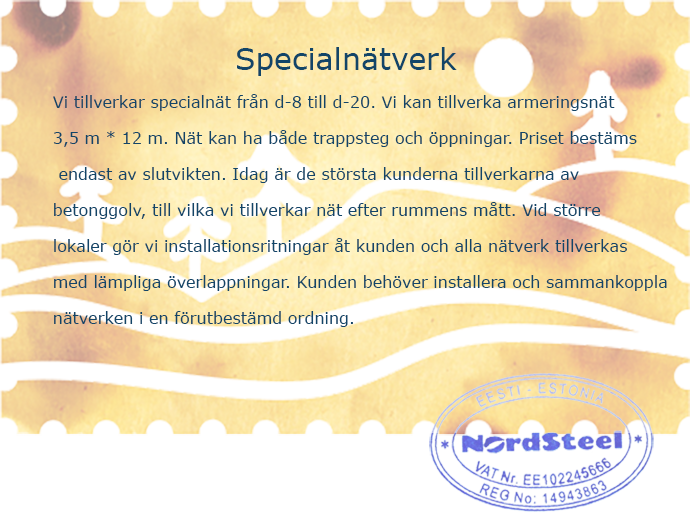 Specialnätverk
Vi tillverkar specialnät från d-8 till d-20. Vi kan tillverka armeringsnät
3,5 m * 12 m. Nät kan ha både trappsteg och öppningar. Priset bestäms
endast av slutvikten. Idag är de största kunderna tillverkarna av
betonggolv, till vilka vi tillverkar nät efter rummens mått. Vid större
lokaler gör vi installationsritningar åt kunden och alla nätverk tillverkas
med lämpliga överlappningar. Kunden behöver installera och sammankoppla
nätverken i en förutbestämd ordning.
EESTI - ESTONIA
* NordSteel *
VAT Nr. EE102245666
REG No: 14943863